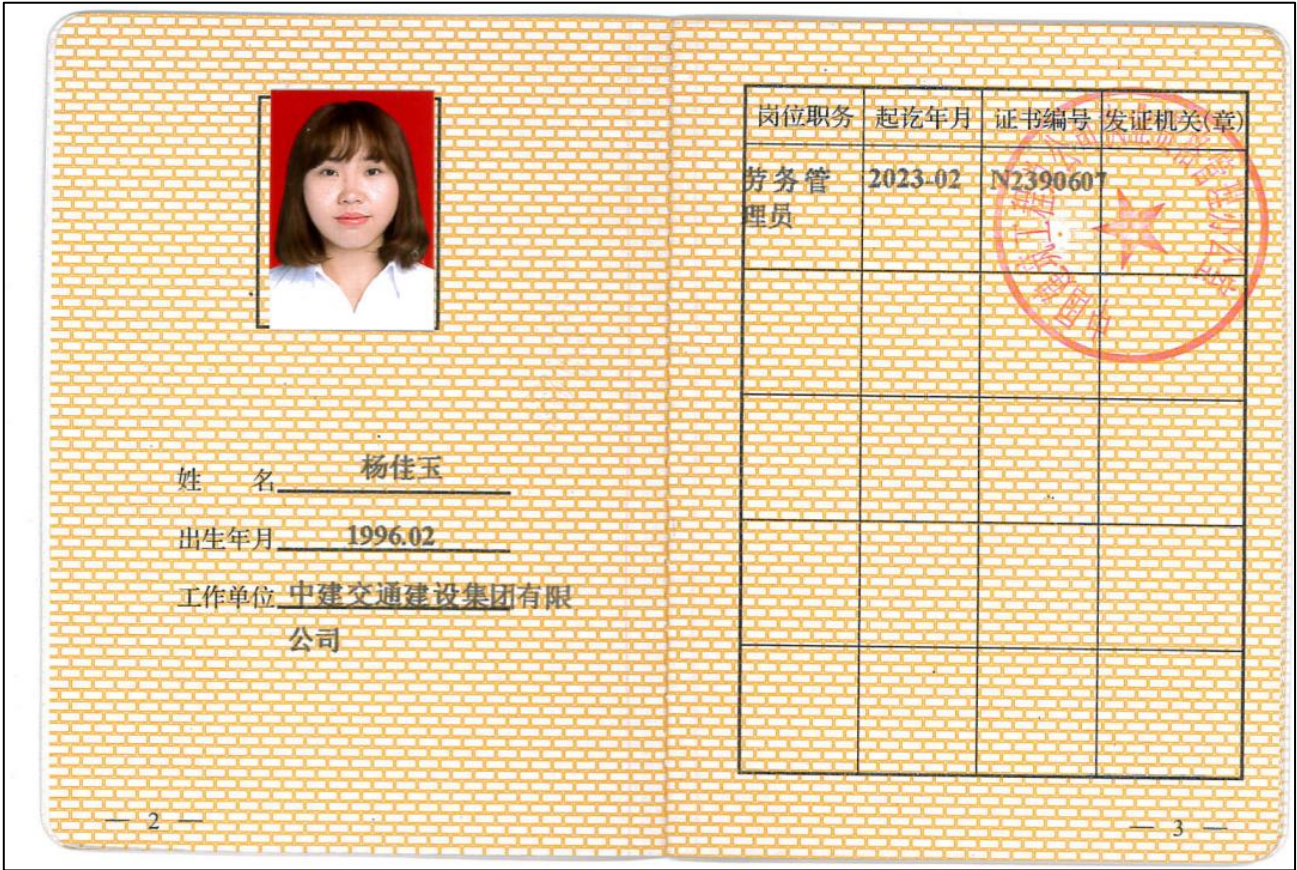 姓 名 杨佳玉
出生年月 1996.02
工作单位 中建交通建设集团有限
公司
— 2 —
岗位职务 起讫年月 证书编号 发证机关(章)
劳务管 2023-02 N2390607
理员
— 3 —